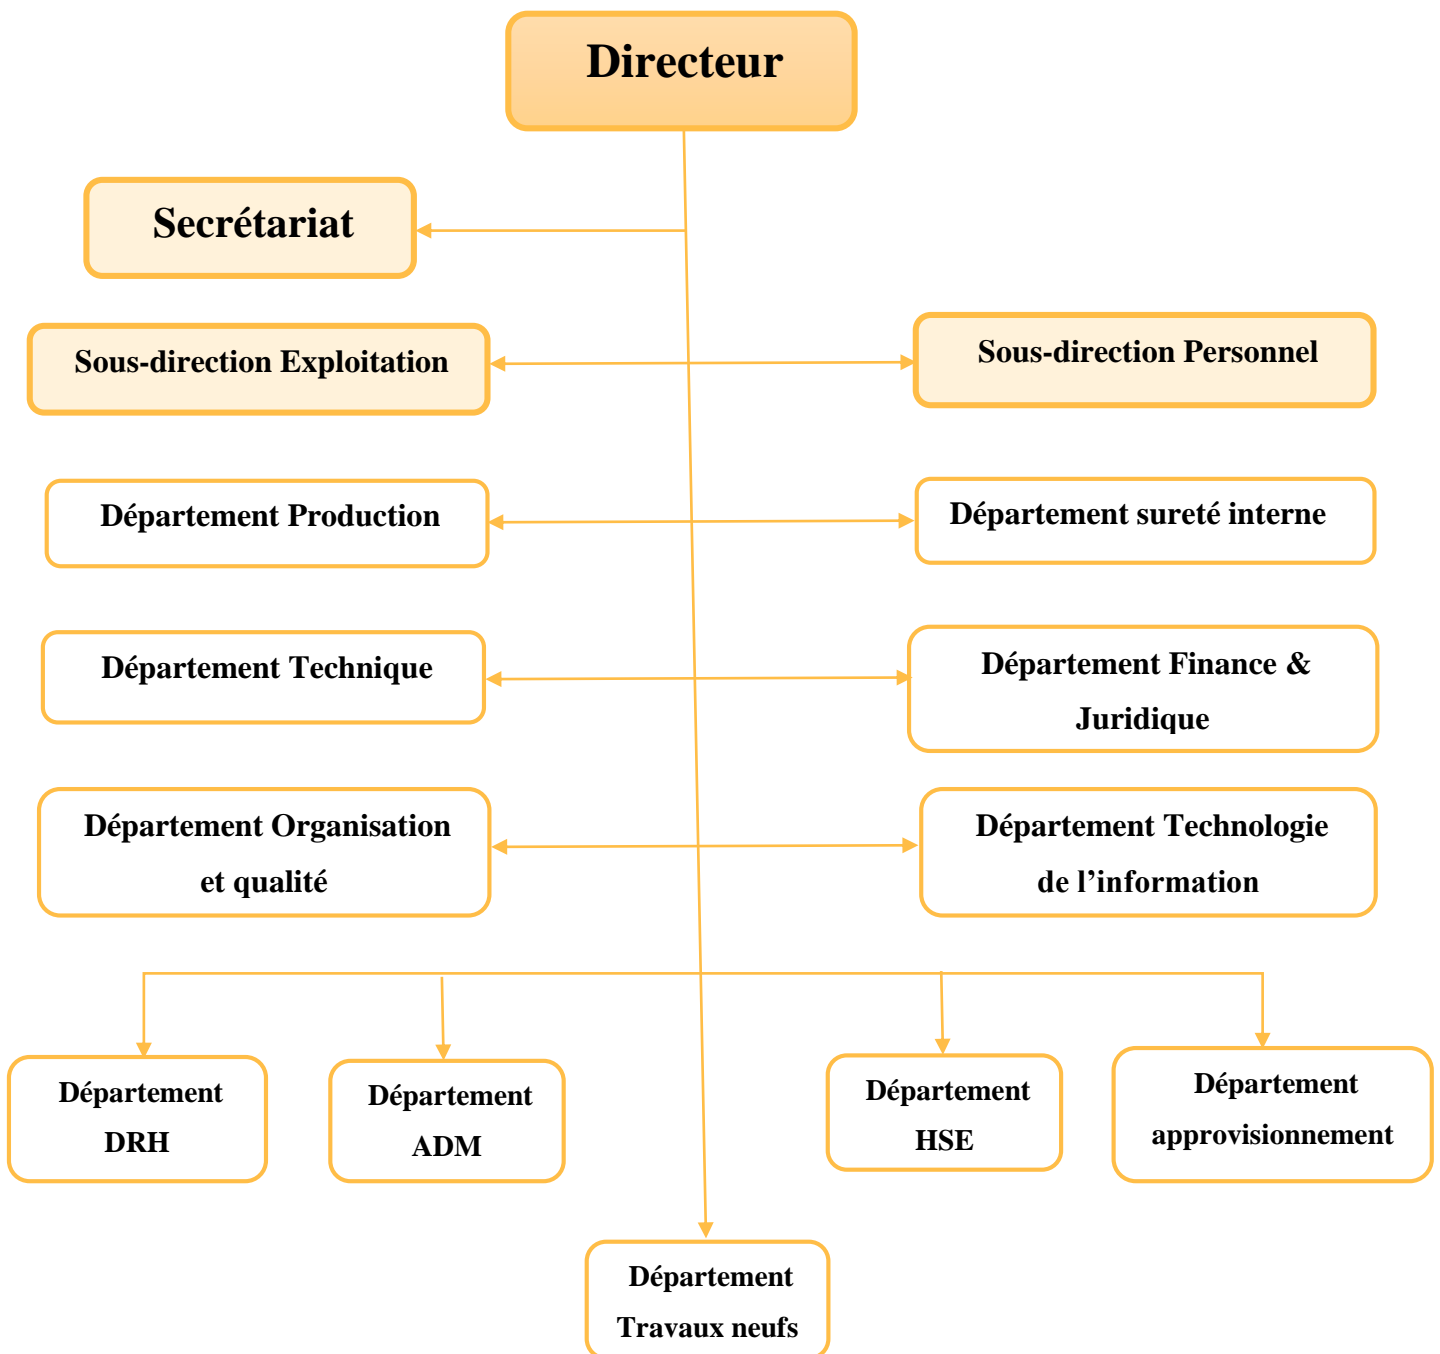 Directeur
Secrétariat
Sous-direction Exploitation
Sous-direction Personnel
Département Production
Département sureté interne
Département Technique
Département Finance &
Juridique
Département Organisation
et qualité
Département Technologie
de l’information
Département
DRH
Département
ADM
Département
HSE
Département
approvisionnement
Département
Travaux neufs